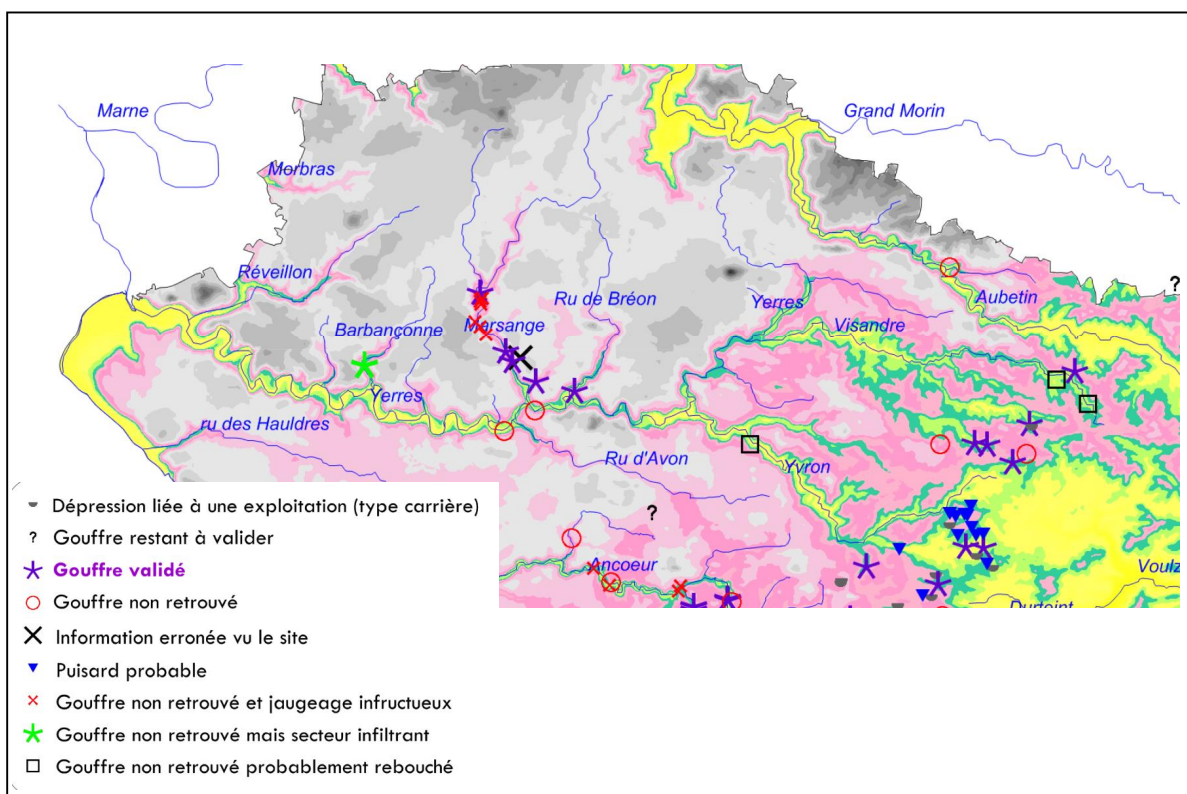 Marne
Grand Morin
Morbras
Réveillon
Aubetin
Ru de Bréon
Yerres
Visandre
Barbançonne
Marsange
Yerres
ru des Hauldres
Ru d'Avon
Yvron
?
?
Ancoeur
Voulz
Durteint
Dépression liée à une exploitation (type carrière)
? Gouffre restant à valider
Gouffre validé
Gouffre non retrouvé
Information erronée vu le site
Puisard probable
Gouffre non retrouvé et jaugeage infructueux
Gouffre non retrouvé mais secteur infiltrant
Gouffre non retrouvé probablement rebouché